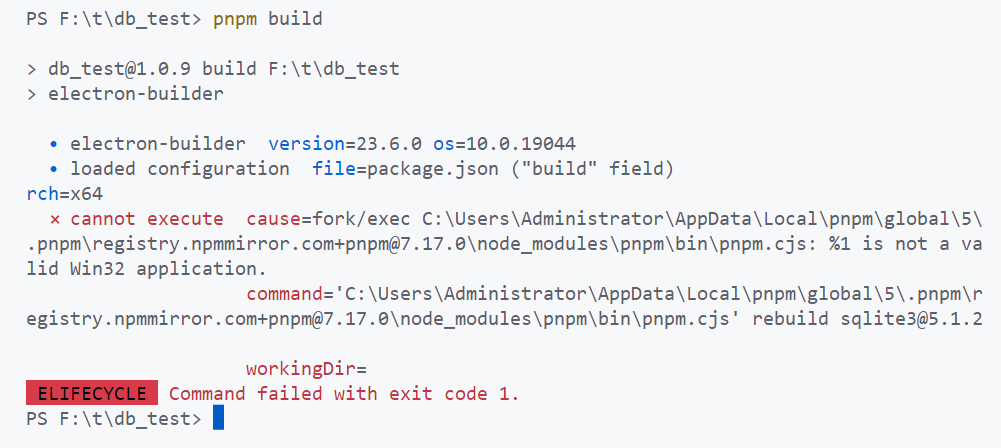 PS F:\t\db_test> pnpm build
> db_test@1.0.9 build F:\t\db_test
> electron-builder
• electron-builder  version=23.6.0 os=10.0.19044
• loaded configuration  file=package.json ("build" field)
rch=x64
⨯ cannot execute  cause=fork/exec C:\Users\Administrator\AppData\Local\pnpm\global\5\
.pnpm\registry.npmmirror.com+pnpm@7.17.0\node_modules\pnpm\bin\pnpm.cjs: %1 is not a va
lid Win32 application.
command='C:\Users\Administrator\AppData\Local\pnpm\global\5\.pnpm\r
egistry.npmmirror.com+pnpm@7.17.0\node_modules\pnpm\bin\pnpm.cjs' rebuild sqlite3@5.1.2
workingDir=
ELIFECYCLE  Command failed with exit code 1.
PS F:\t\db_test>